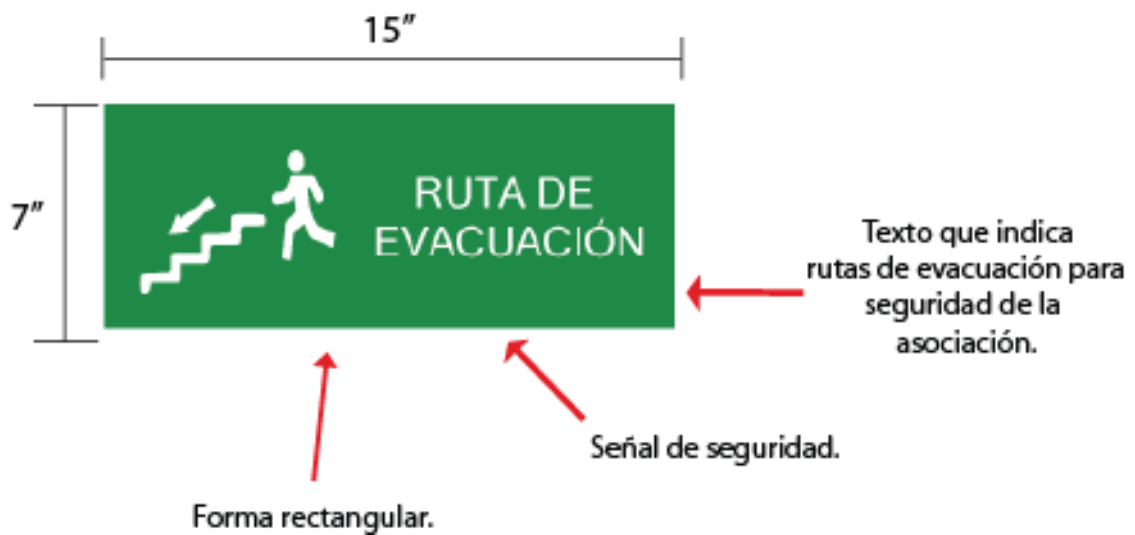 15”
7”
RUTA DE
EVACUACIÓN
Texto que indica
rutas de evacuación para
seguridad de la
asociación.
Señal de seguridad.
Forma rectangular.